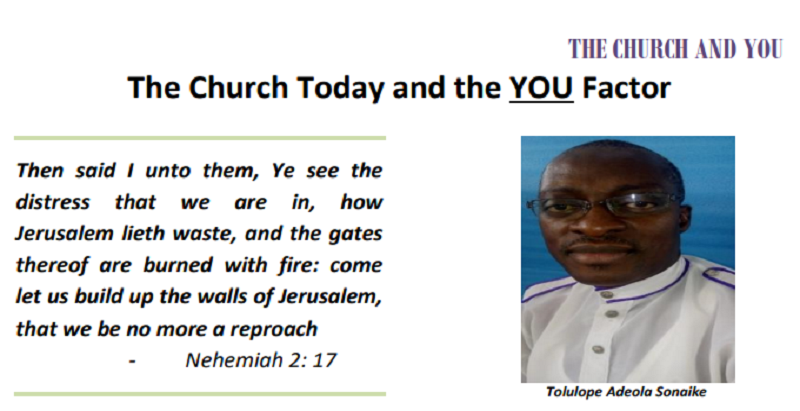 THE CHURCH AND YOU
The Church Today and the YOU Factor
Then said I unto them, Ye see the
distress that we are in, how
Jerusalem lieth waste, and the gates
thereof are burned with fire: come
let us build up the walls of Jerusalem,
that we be no more a reproach
- Nehemiah 2: 17
Tolulope Adeola Sonaike